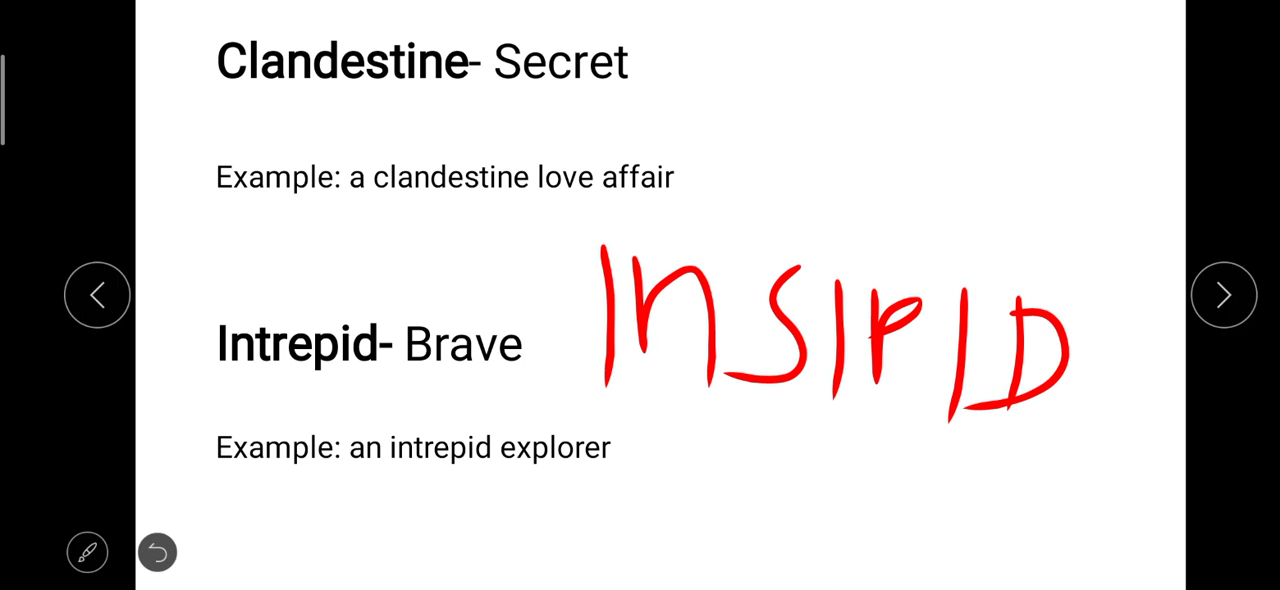 Clandestine- Secret
Example: a clandestine love affair
INSIPID
Intrepid- Brave
Example: an intrepid explorer